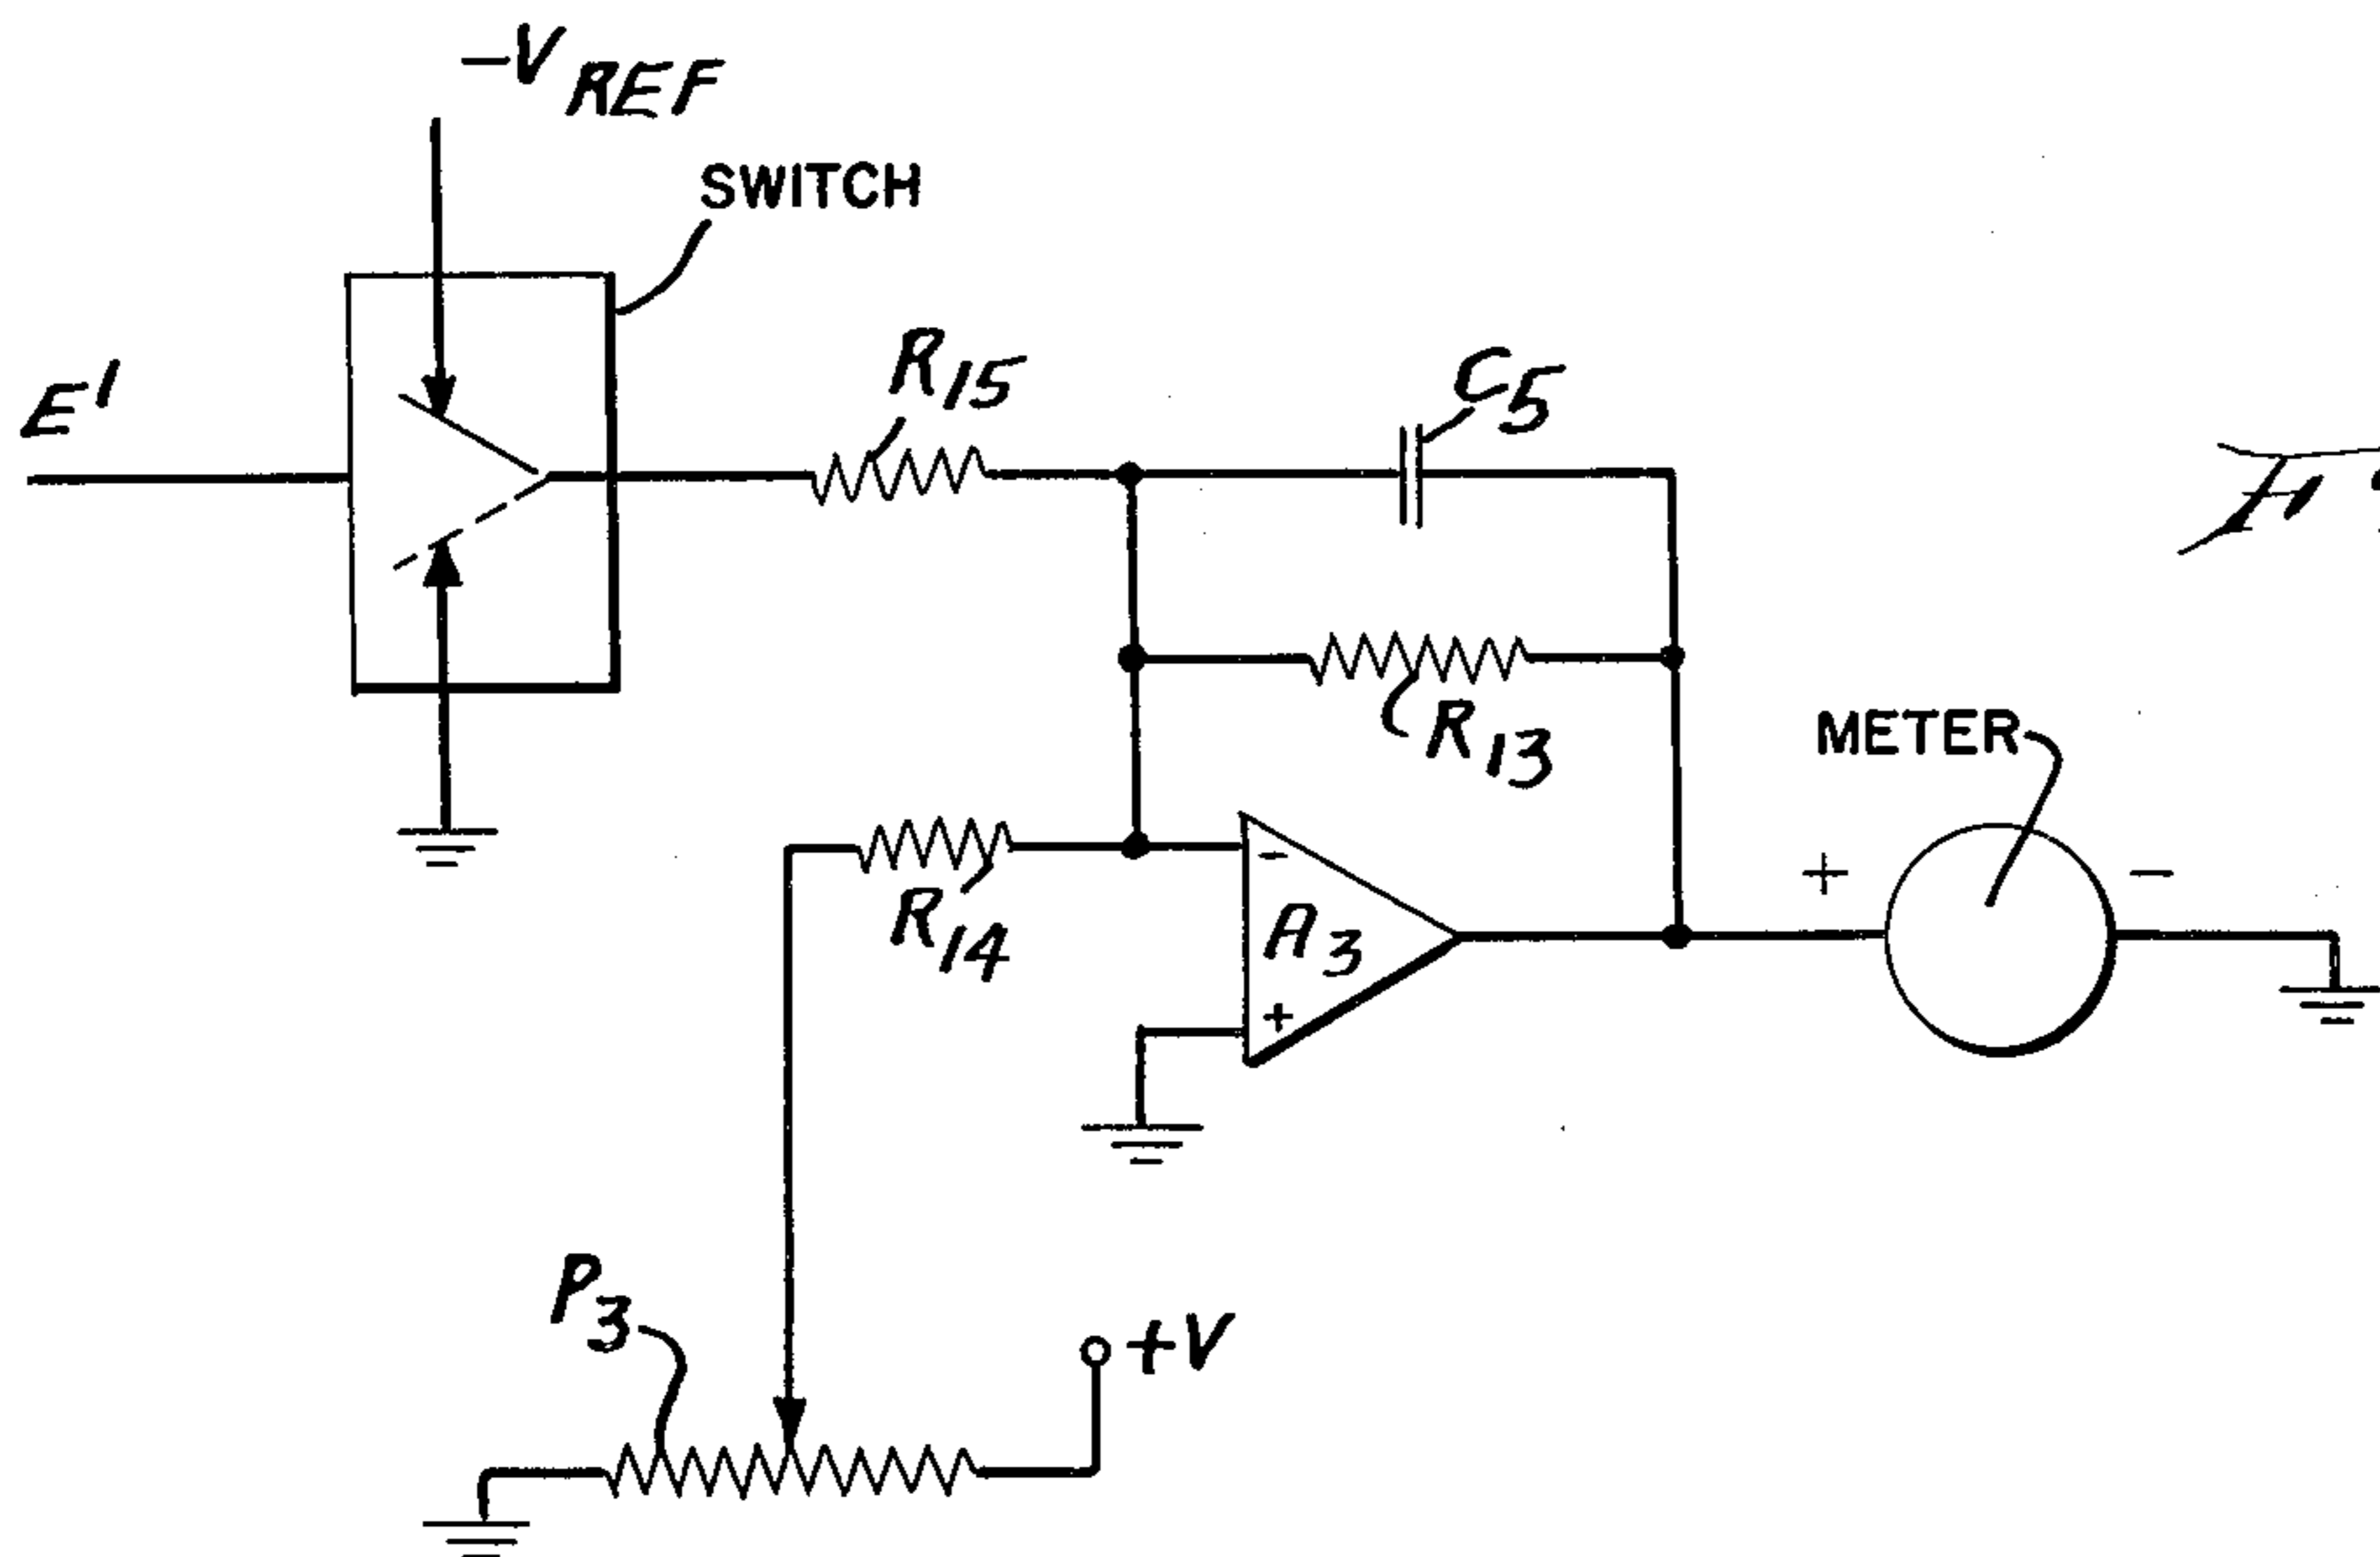 -V REF
SWITCH
E'
R15
C5
R13
METER
+ -
R14
-
A3
+
P3
+V